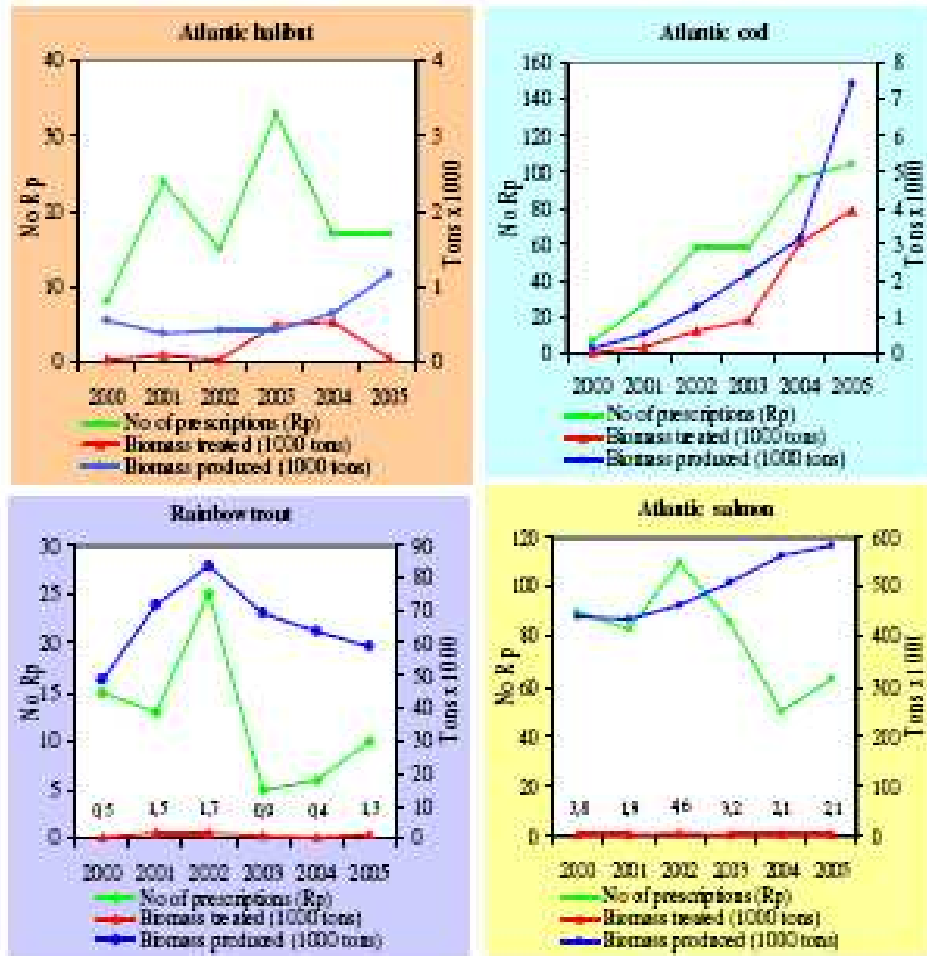 Atlantic halibut
40
30
20
10
0
No Rp
4
3
2
1
0
Tons x 1000
2000 2001 2002 2003 2004 2005
No of prescriptions (Rp)
Biomass treated (1000 tons)
Biomass produced (1000 tons)
Atlantic cod
160
140
120
100
80
60
40
20
0
No Rp
8
7
6
5
4
3
2
1
0
Tons x 1000
2000 2001 2002 2003 2004 2005
No of prescriptions (Rp)
Biomass treated (1000 tons)
Biomass produced (1000 tons)
Rainbow trout
30
25
20
15
10
5
0
No Rp
90
80
70
60
50
40
30
20
10
0
Tons x 1000
0,5 1,5 1,7 0,4 1,3
2000 2001 2002 2003 2004 2005
No of prescriptions (Rp)
Biomass treated (1000 tons)
Biomass produced (1000 tons)
Atlantic salmon
120
100
80
60
40
20
0
No Rp
600
500
400
300
200
100
0
Tons x 1000
1,9 4,6 3,2 2,1 2,1
2000 2001 2002 2003 2004 2005
No of prescriptions (Rp)
Biomass treated (1000 tons)
Biomass produced (1000 tons)